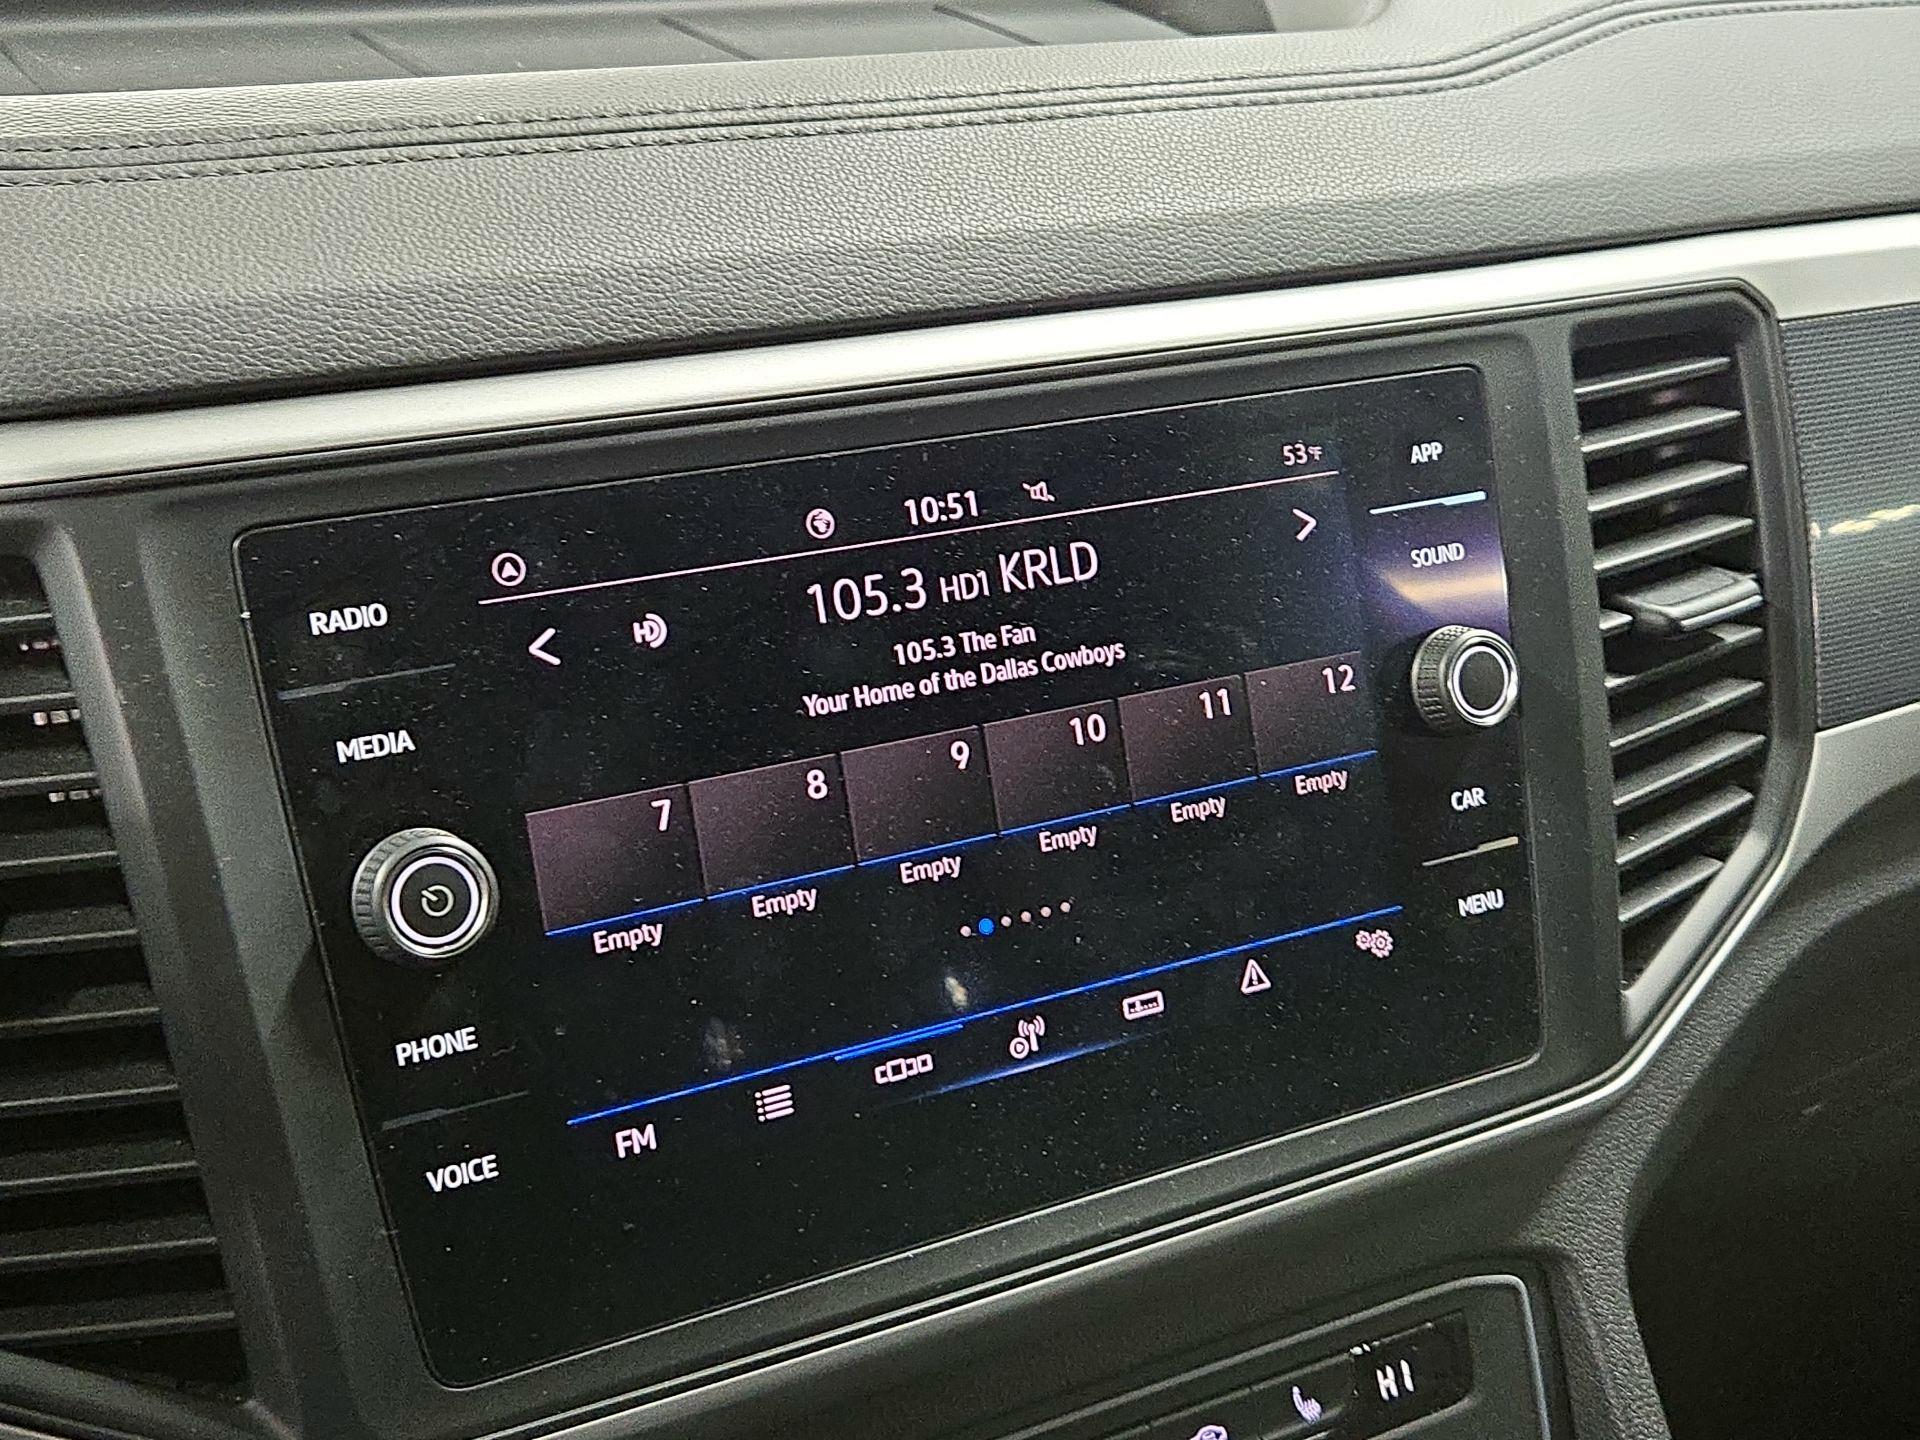 53°F
10:51
APP
RADIO
HD
105.3 HD1 KRLD
SOUND
105.3 The Fan
Your Home of the Dallas Cowboys
MEDIA
7 8 9 10 11 12
Empty Empty Empty Empty Empty Empty
CAR
MENU
PHONE
FM
VOICE
HI